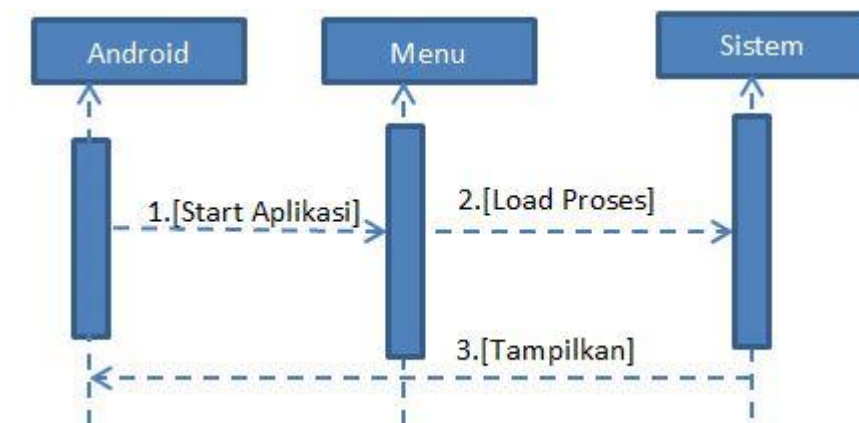 Android
Menu
Sistem
1.[Start Aplikasi]
2.[Load Proses]
3.[Tampilkan]